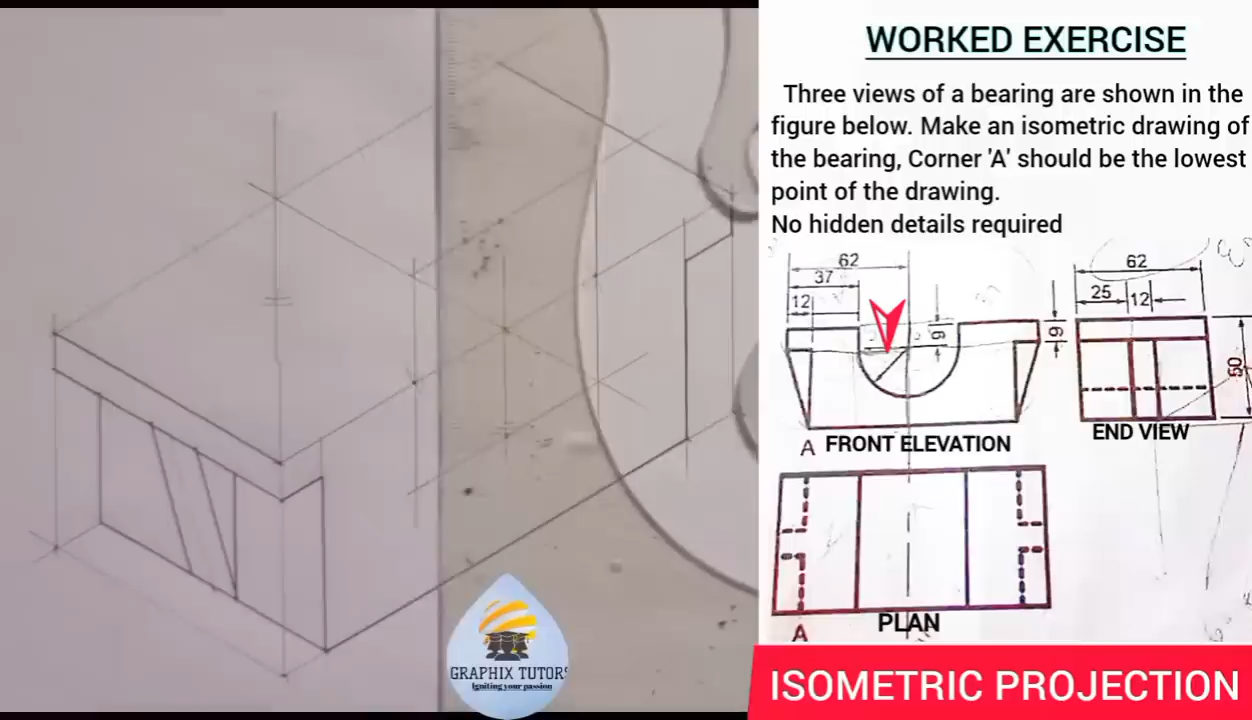 WORKED EXERCISE
Three views of a bearing are shown in the
figure below. Make an isometric drawing of
the bearing, Corner 'A' should be the lowest
point of the drawing.
No hidden details required
62
37
12
9
9
62
25 12
50
A FRONT ELEVATION
END VIEW
PLAN
A
GRAPHIX TUTORS
Igniting your passion
ISOMETRIC PROJECTION